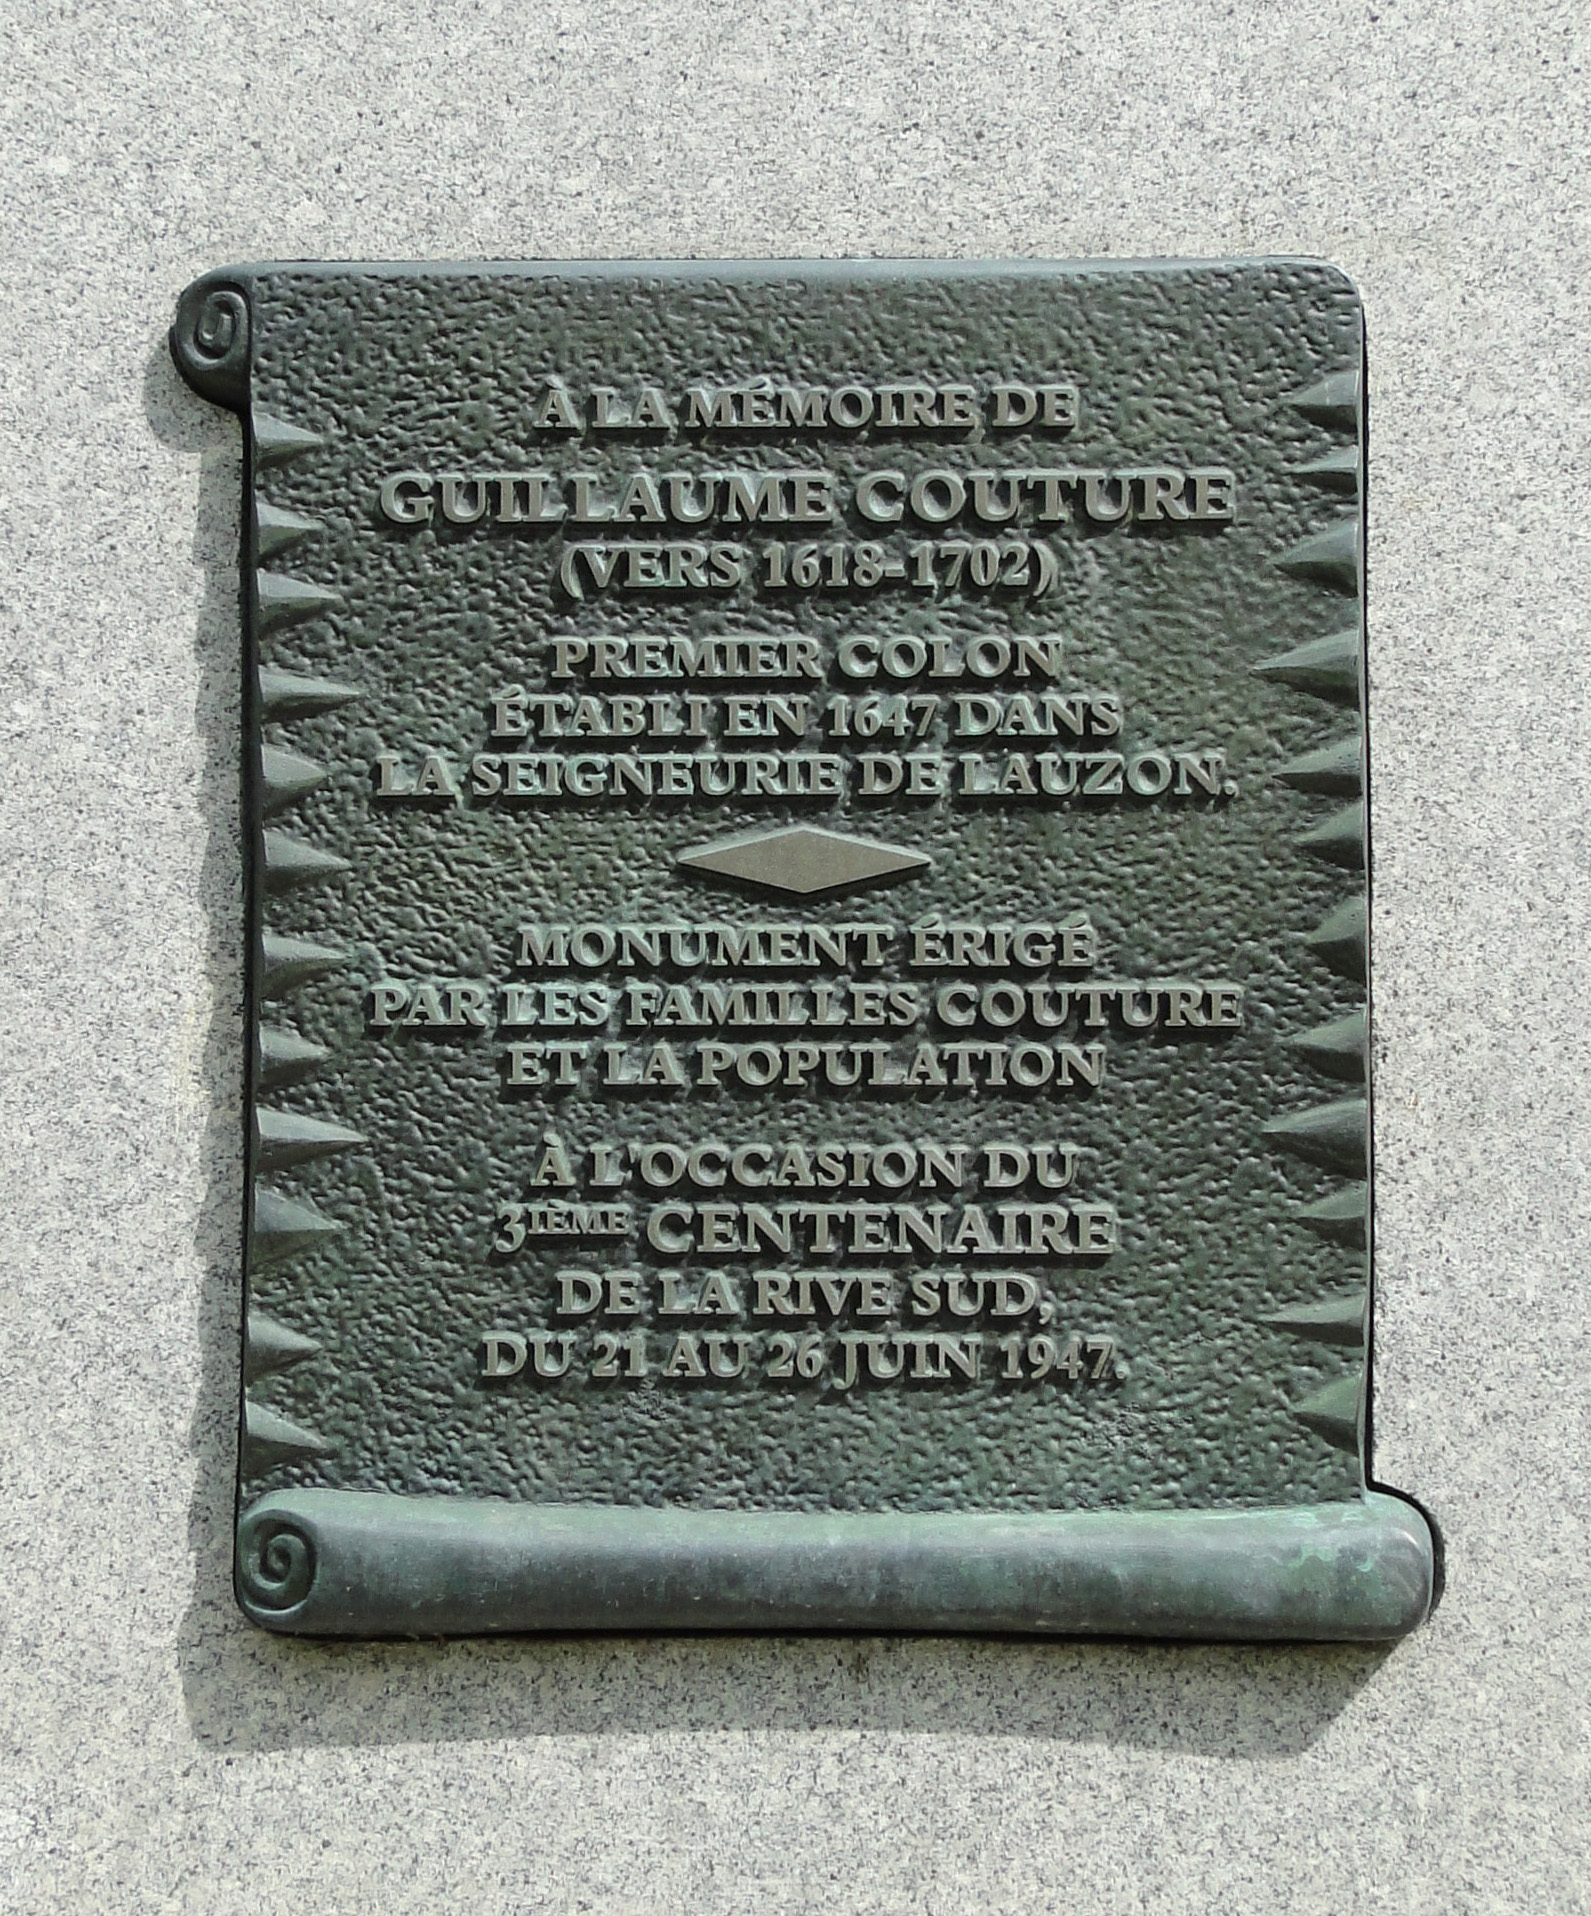 À LA MÉMOIRE DE
GUILLAUME COUTURE
(VERS 1618-1702)
PREMIER COLON
ÉTABLI EN 1647 DANS
LA SEIGNEURIE DE LAUZON.
MONUMENT ÉRIGÉ
PAR LES FAMILLES COUTURE
ET LA POPULATION
À L'OCCASION DU
3IÈME CENTENAIRE
DE LA RIVE SUD,
DU 21 AU 26 JUIN 1947.